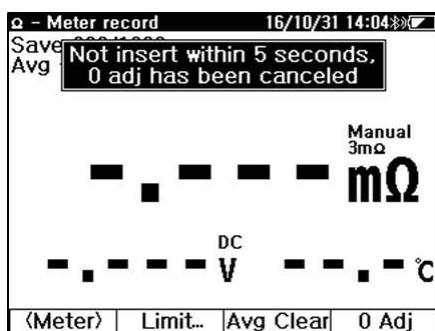 Ω - Meter record 16/10/31 14:04
Save
Not insert within 5 seconds,
Avg
0 adj has been canceled
Manual
3mΩ
-.--- mΩ
DC
-.--- V --.- ℃
⟨Meter⟩ Limit... Avg Clear 0 Adj